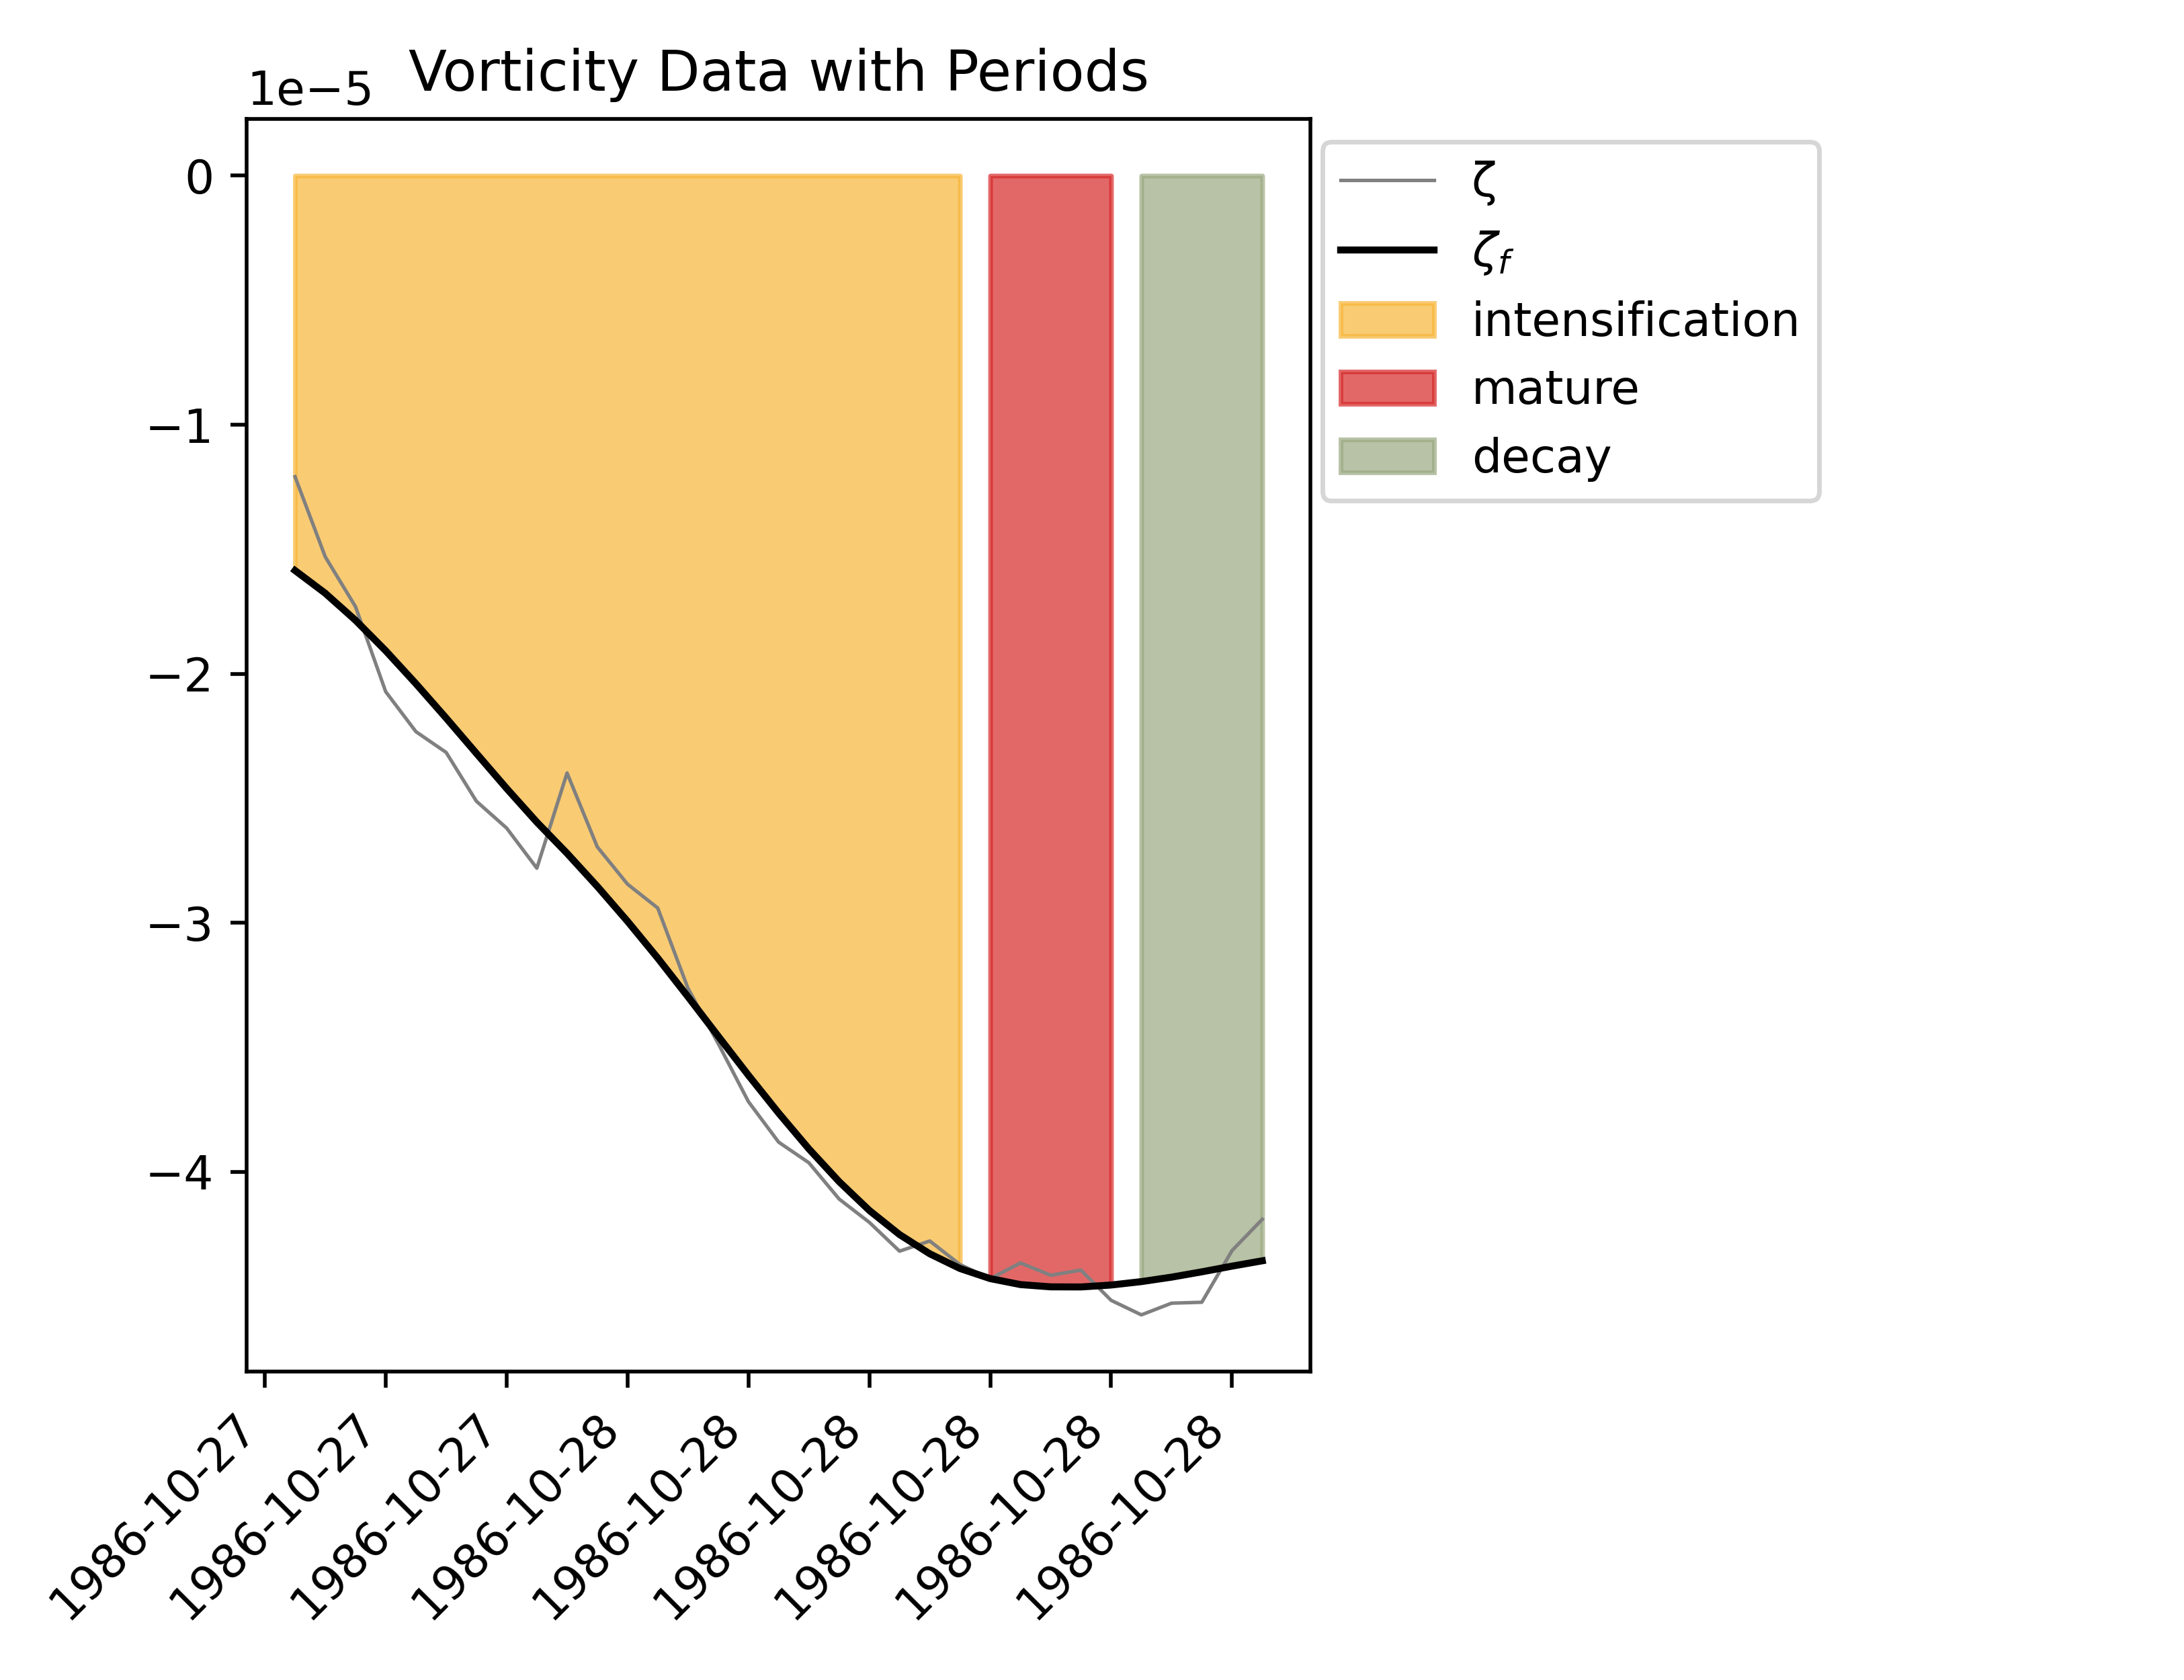 Vorticity Data with Periods
1e−5
0
−1
−2
−3
−4
ζ
ζf
intensification
mature
decay
1986-10-27
1986-10-27
1986-10-27
1986-10-28
1986-10-28
1986-10-28
1986-10-28
1986-10-28
1986-10-28